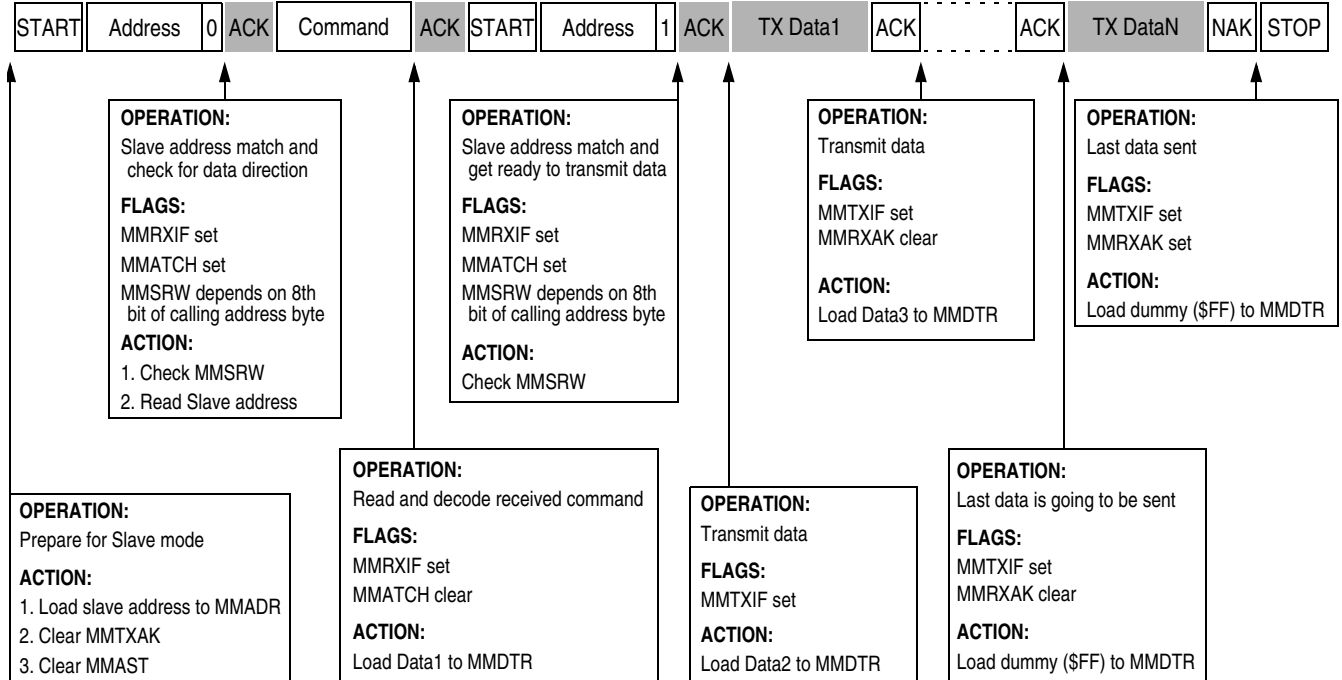 START Address 0 ACK Command ACK START Address 1 ACK TX Data1 ACK ACK TX DataN NAK STOP
OPERATION:
Slave address match and
check for data direction
FLAGS:
MMRXIF set
MMATCH set
MMSRW depends on 8th
bit of calling address byte
ACTION:
1. Check MMSRW
2. Read Slave address
OPERATION:
Slave address match and
get ready to transmit data
FLAGS:
MMRXIF set
MMATCH set
MMSRW depends on 8th
bit of calling address byte
ACTION:
Check MMSRW
OPERATION:
Transmit data
FLAGS:
MMTXIF set
MMRXAK clear
ACTION:
Load Data3 to MMDTR
OPERATION:
Last data sent
FLAGS:
MMTXIF set
MMRXAK set
ACTION:
Load dummy ($FF) to MMDTR
OPERATION:
Prepare for Slave mode
ACTION:
1. Load slave address to MMADR
2. Clear MMTXAK
3. Clear MMAST
OPERATION:
Read and decode received command
FLAGS:
MMRXIF set
MMATCH clear
ACTION:
Load Data1 to MMDTR
OPERATION:
Transmit data
FLAGS:
MMTXIF set
ACTION:
Load Data2 to MMDTR
OPERATION:
Last data is going to be sent
FLAGS:
MMTXIF set
MMRXAK clear
ACTION:
Load dummy ($FF) to MMDTR